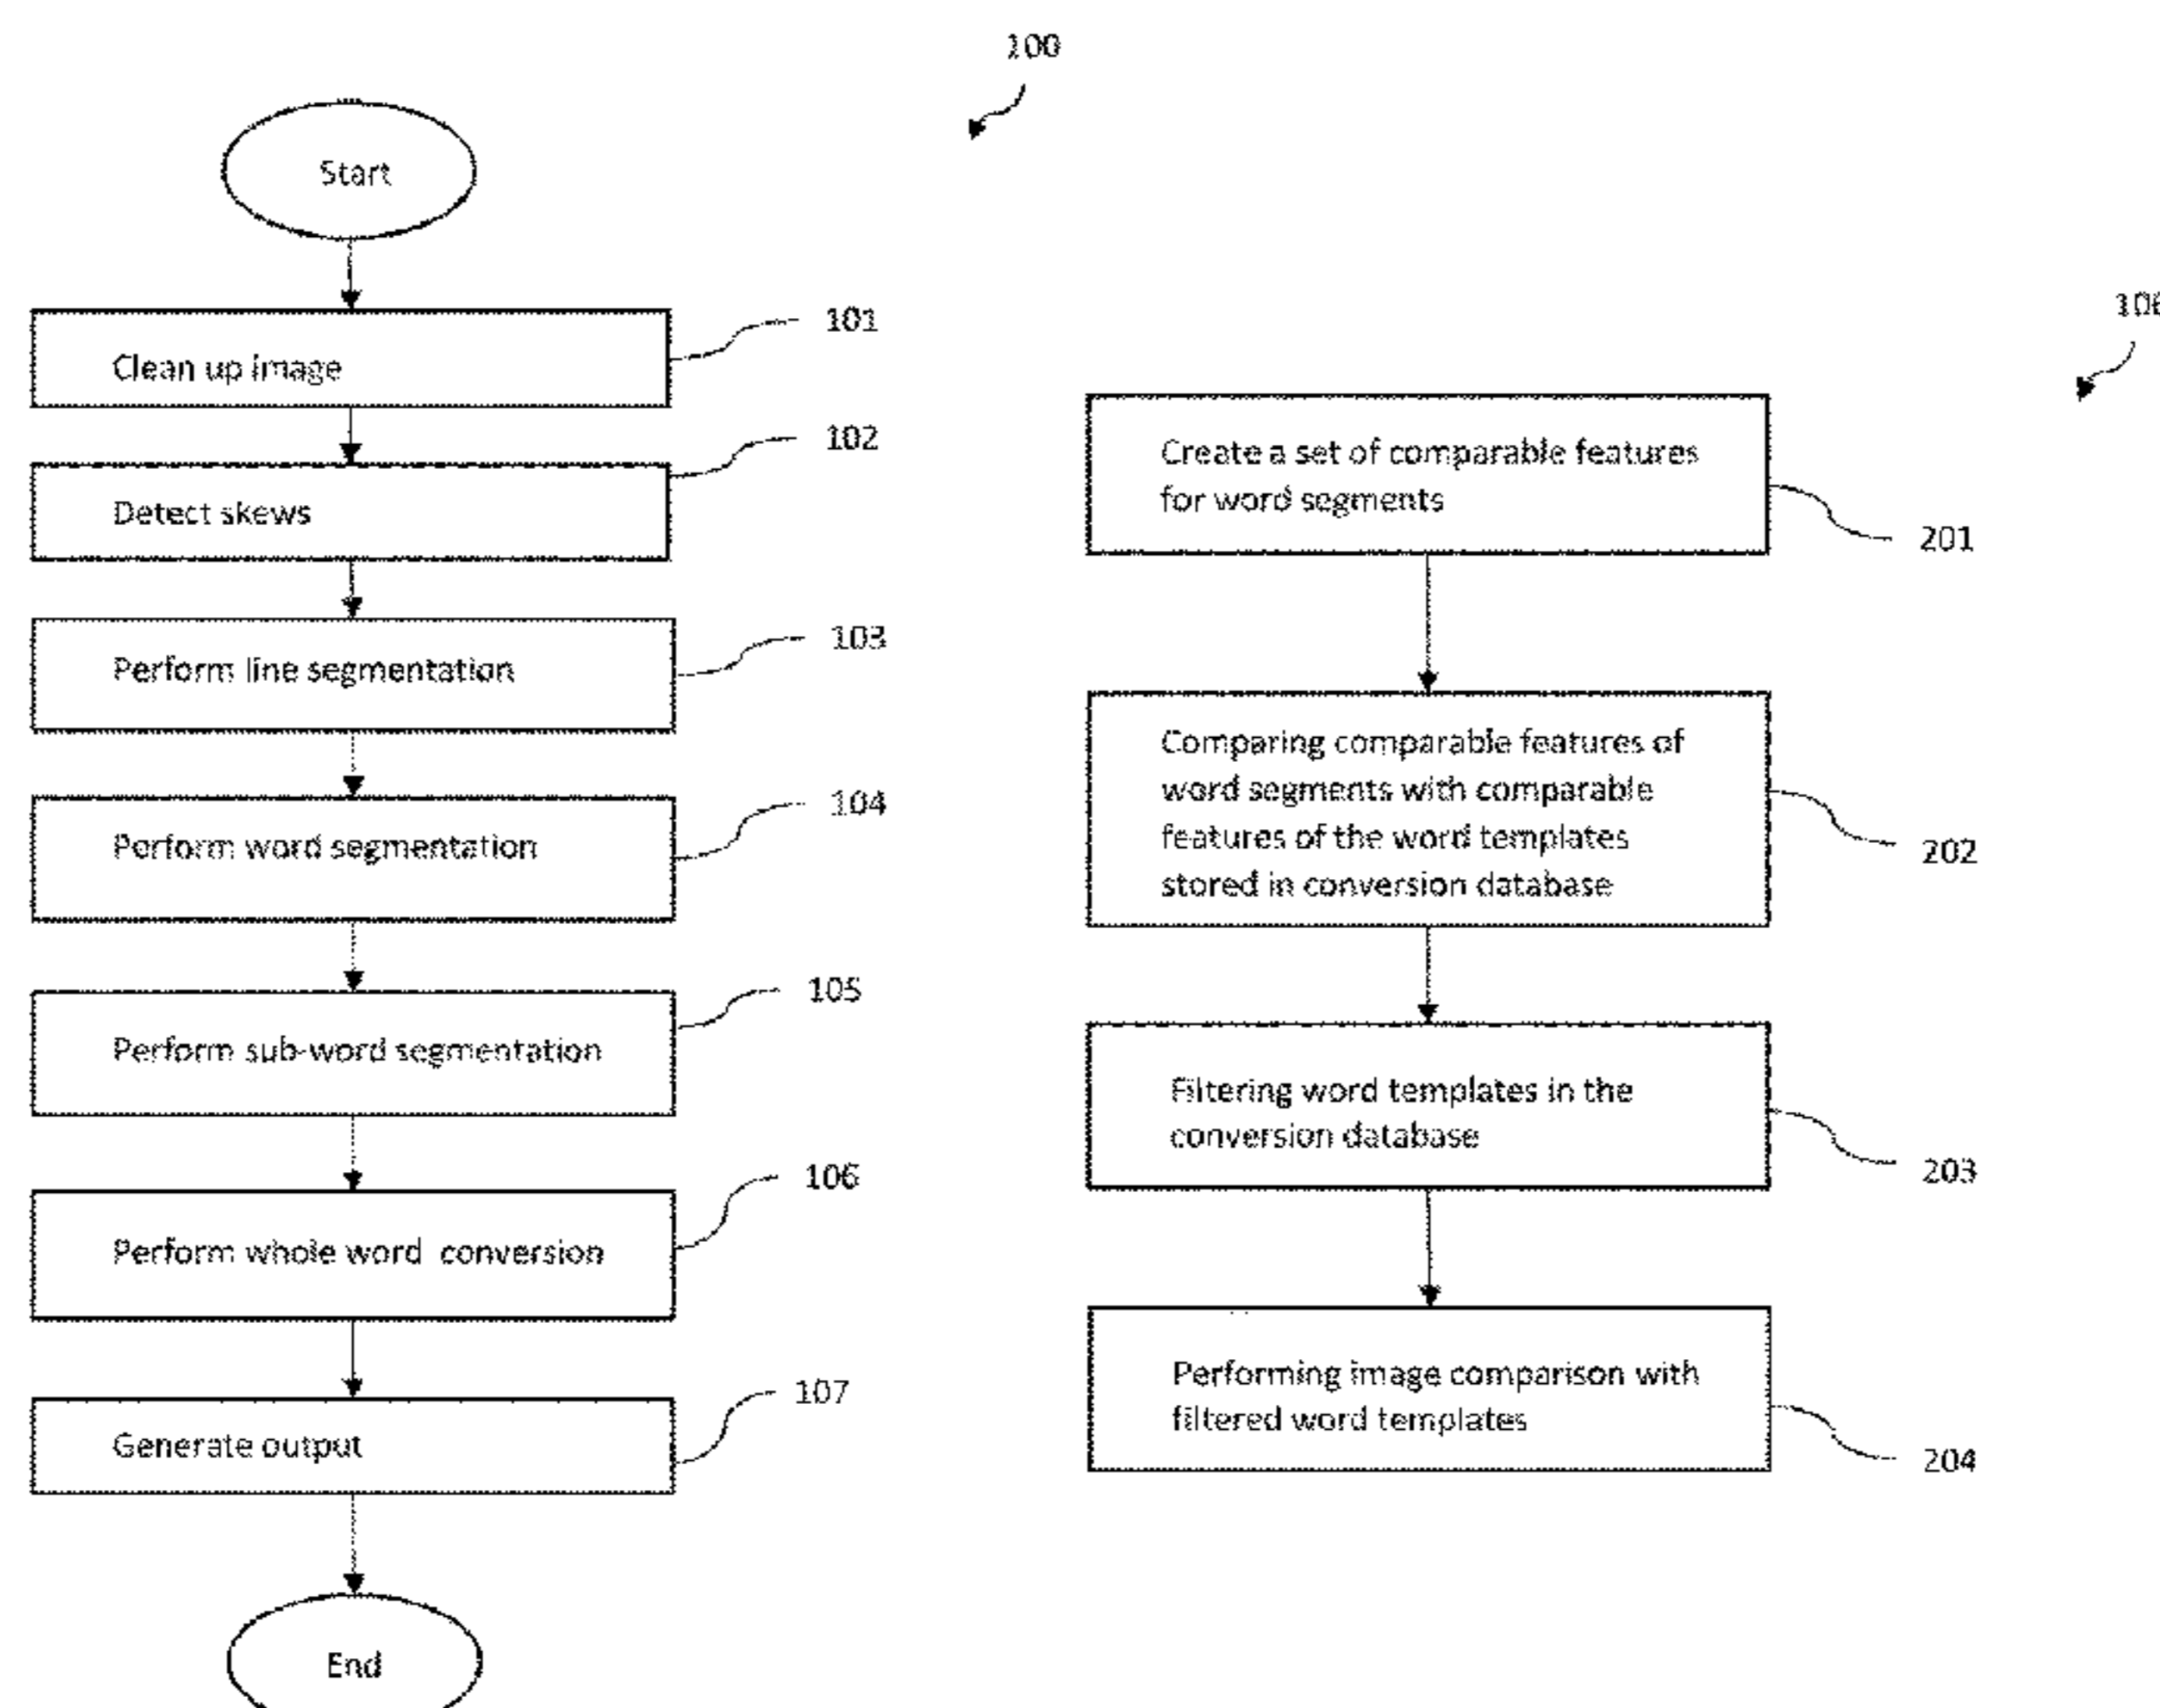 100
Start
101
Clean up image
102
Detect skews
103
Perform line segmentation
104
Perform word segmentation
105
Perform sub-word segmentation
106
Perform whole word conversion
107
Generate output
End
106
Create a set of comparable features
for word segments
201
Comparing comparable features of
word segments with comparable
features of the word templates
stored in conversion database
202
Filtering word templates in the
conversion database
203
Performing image comparison with
filtered word templates
204